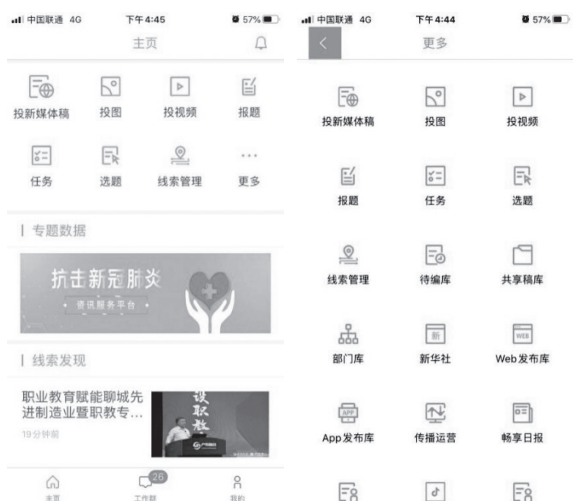 中国联通 4G 下午4:45 57%
主页
投新媒体稿 投图 投视频 报题
任务 选题 线索管理 更多
专题数据
抗击新冠肺炎
资讯服务平台
线索发现
职业教育赋能聊城先
进制造业暨职教专...
19分钟前
主页 工作群 26 我的
中国联通 4G 下午4:44 57%
更多
投新媒体稿 投图 投视频
报题 任务 选题
线索管理 待编库 共享稿库
新 WEB
部门库 新华社 Web发布库
APP
App发布库 传播运营 畅享日报